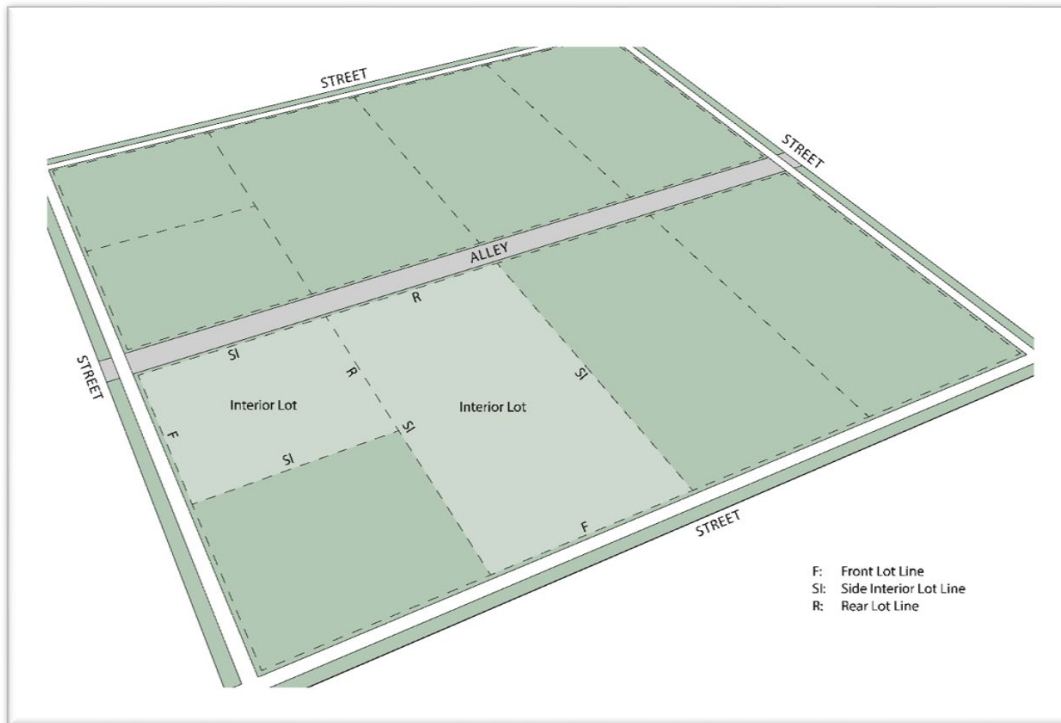 STREET
STREET
ALLEY
R
SI
STREET
R
SI
Interior Lot
Interior Lot
F
SI
SI
F
STREET
F: Front Lot Line
SI: Side Interior Lot Line
R: Rear Lot Line